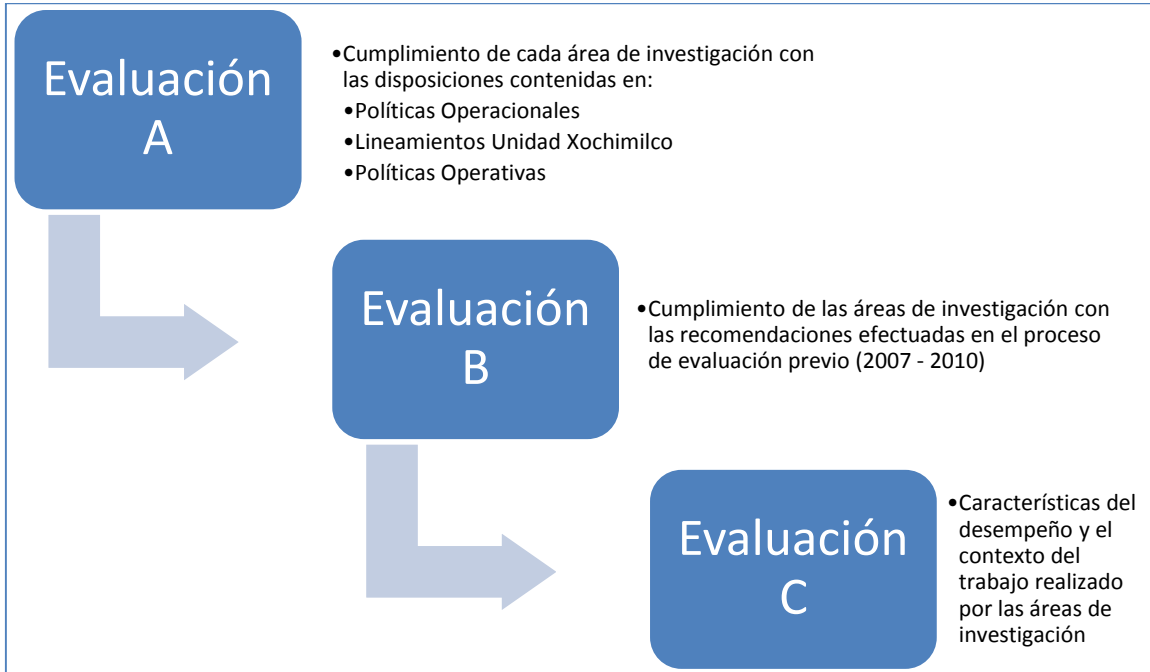 Evaluación
A
•Cumplimiento de cada área de investigación con
las disposiciones contenidas en:
•Políticas Operacionales
•Lineamientos Unidad Xochimilco
•Políticas Operativas
Evaluación
B
•Cumplimiento de las áreas de investigación con
las recomendaciones efectuadas en el proceso
de evaluación previo (2007 - 2010)
Evaluación
C
•Características del
desempeño y el
contexto del
trabajo realizado
por las áreas de
investigación